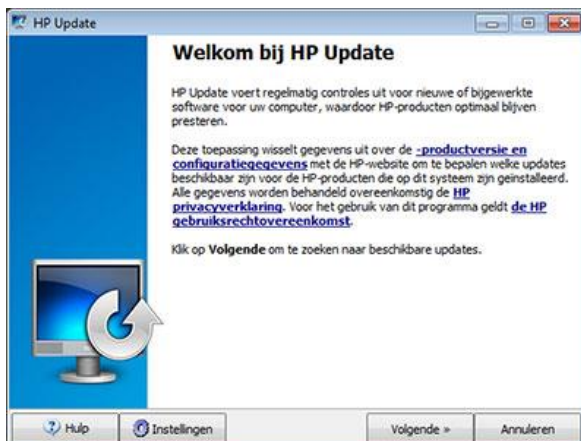 HP Update
Welkom bij HP Update
HP Update voert regelmatig controles uit voor nieuwe of bijgewerkte
software voor uw computer, waardoor HP-producten optimaal blijven
presteren.
Deze toepassing wisselt gegevens uit over de -productversie en
configuratiegegevens met de HP-website om te bepalen welke updates
beschikbaar zijn voor de HP-producten die op dit systeem zijn geinstalleerd.
Alle gegevens worden behandeld overeenkomstig de HP
privacyverklaring. Voor het gebruik van dit programma geldt de HP
gebruiksrechtovereenkomst.
Klik op Volgende om te zoeken naar beschikbare updates.
Hulp
Instellingen
Volgende »
Annuleren